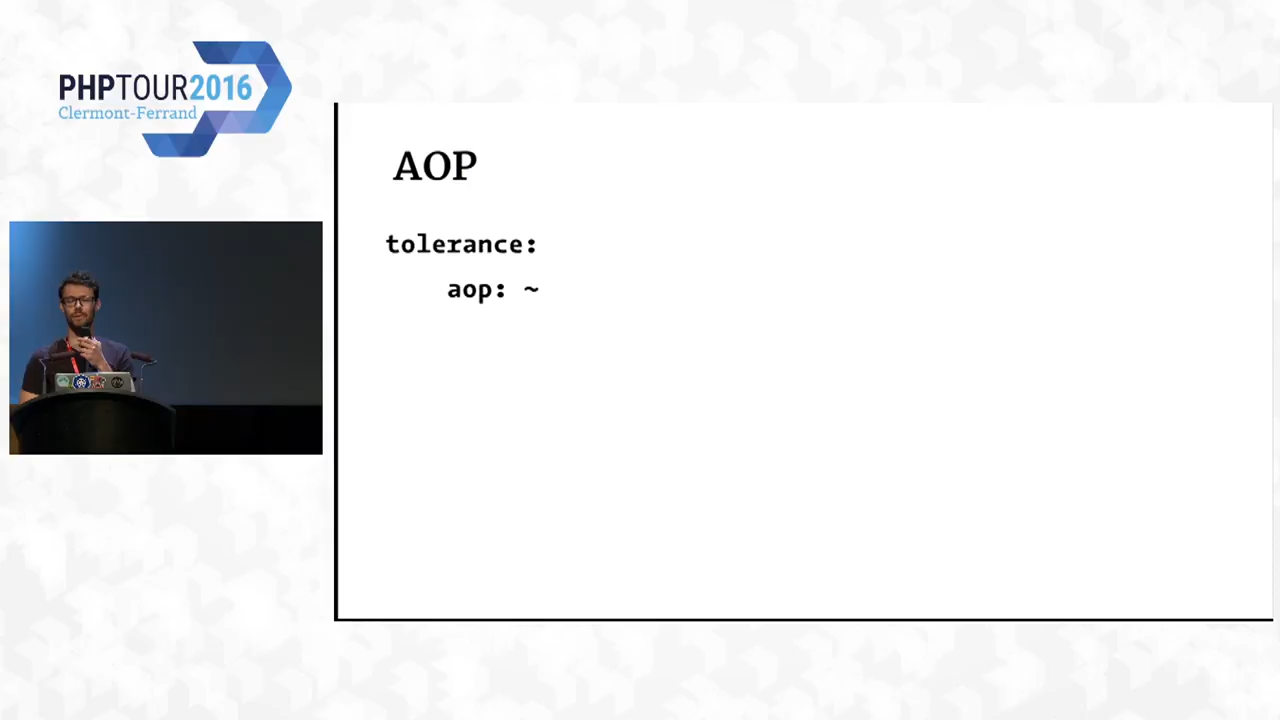 PHPTOUR2016
Clermont-Ferrand
AOP
tolerance:
    aop: ~